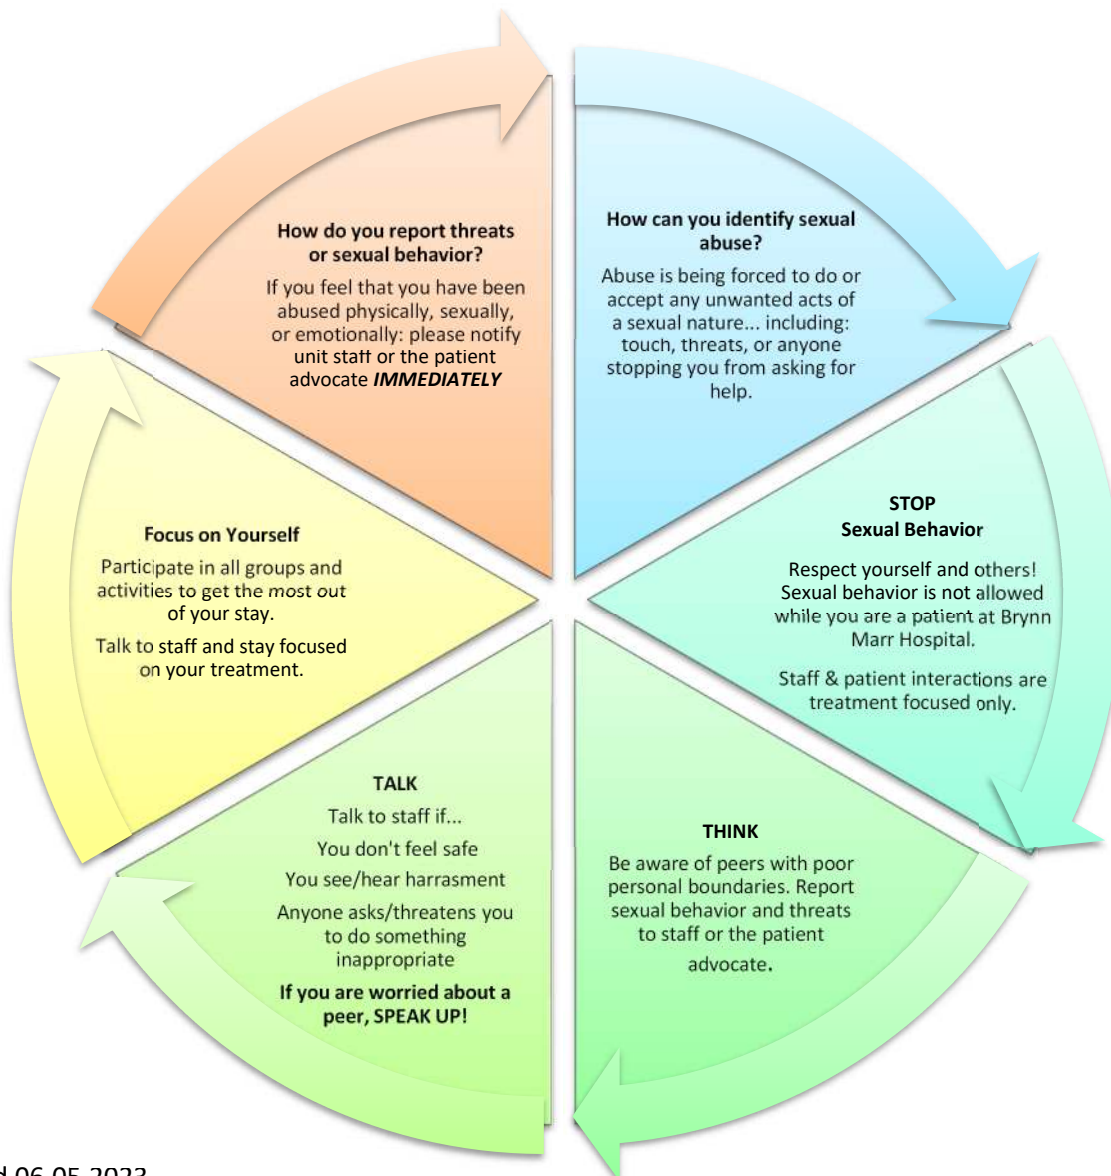 How can you identify sexual
abuse?
Abuse is being forced to do or
accept any unwanted acts of
a sexual nature... including:
touch, threats, or anyone
stopping you from asking for
help.
STOP
Sexual Behavior
Respect yourself and others!
Sexual behavior is not allowed
while you are a patient at Brynn
Marr Hospital.
Staff & patient interactions are
treatment focused only.
THINK
Be aware of peers with poor
personal boundaries. Report
sexual behavior and threats
to staff or the patient
advocate.
TALK
Talk to staff if...
You don't feel safe
You see/hear harrasment
Anyone asks/threatens you
to do something
inappropriate
If you are worried about a
peer, SPEAK UP!
Focus on Yourself
Participate in all groups and
activities to get the most out
of your stay.
Talk to staff and stay focused
on your treatment.
How do you report threats
or sexual behavior?
If you feel that you have been
abused physically, sexually,
or emotionally: please notify
unit staff or the patient
advocate IMMEDIATELY
06.05.2023